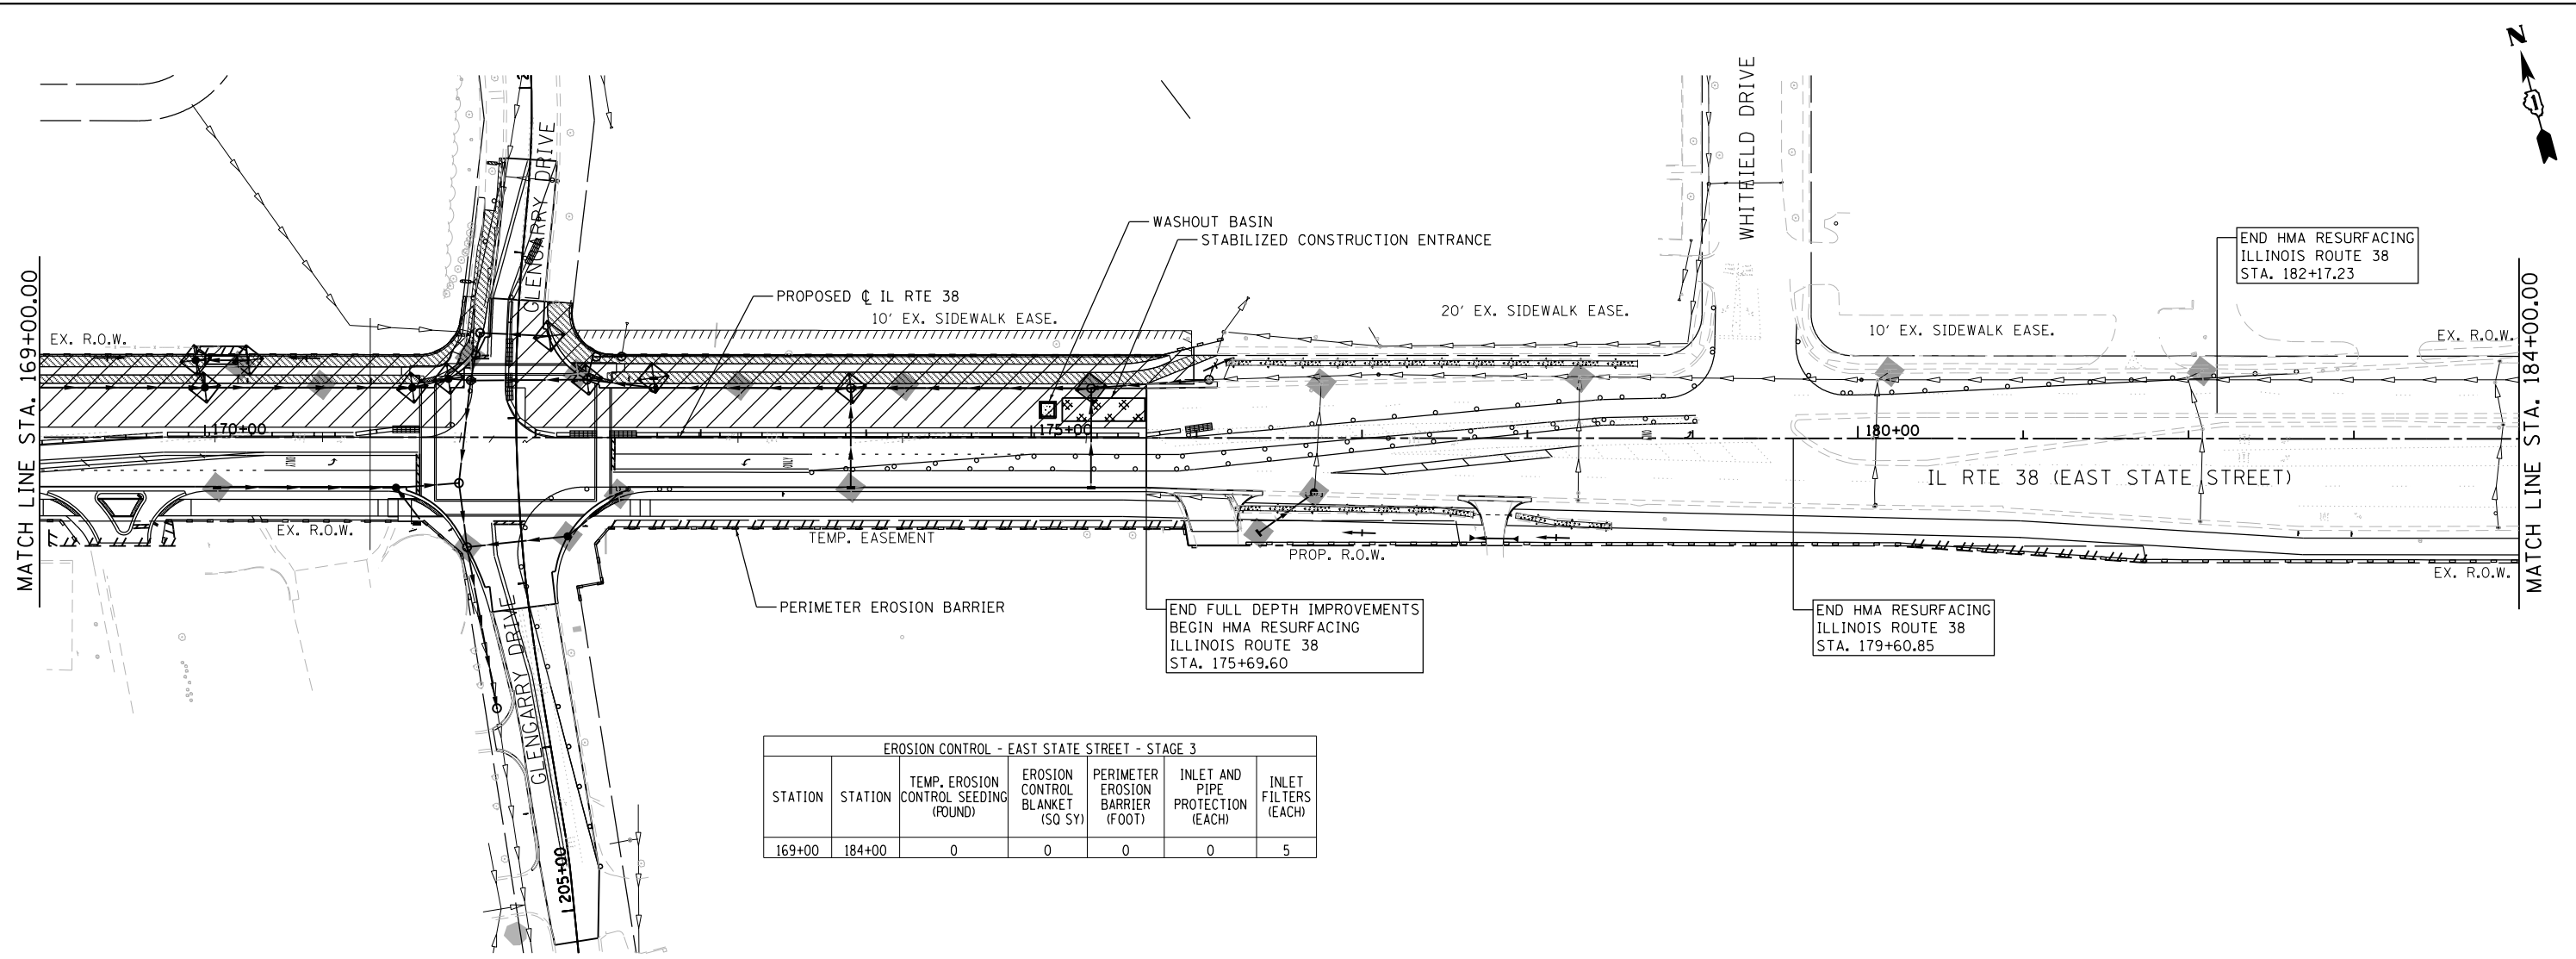 N
1
WHITFIELD DRIVE
GLENGARRY DRIVE
WASHOUT BASIN
STABILIZED CONSTRUCTION ENTRANCE
END HMA RESURFACING
ILLINOIS ROUTE 38
STA. 182+17.23
MATCH LINE STA. 169+00.00
MATCH LINE STA. 184+00.00
PROPOSED ℄ IL RTE 38
10' EX. SIDEWALK EASE.
20' EX. SIDEWALK EASE.
10' EX. SIDEWALK EASE.
EX. R.O.W.
EX. R.O.W.
170+00
175+00
180+00
ONLY
ONLY
ONLY
IL RTE 38 (EAST STATE STREET)
EX. R.O.W.
TEMP. EASEMENT
PROP. R.O.W.
EX. R.O.W.
PERIMETER EROSION BARRIER
END FULL DEPTH IMPROVEMENTS
BEGIN HMA RESURFACING
ILLINOIS ROUTE 38
STA. 175+69.60
END HMA RESURFACING
ILLINOIS ROUTE 38
STA. 179+60.85
GLENGARRY DRIVE
205+00
EROSION CONTROL - EAST STATE STREET - STAGE 3
STATION STATION TEMP. EROSION CONTROL SEEDING (POUND) EROSION CONTROL BLANKET (SQ SY) PERIMETER EROSION BARRIER (FOOT) INLET AND PIPE PROTECTION (EACH) INLET FILTERS (EACH)
169+00 184+00 0 0 0 0 5